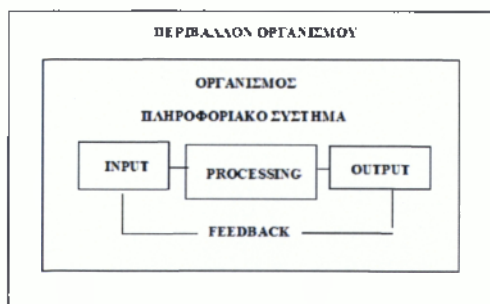 ΠΕΡΙΒΑΛΛΟΝ ΟΡΓΑΝΙΣΜΟΥ
ΟΡΓΑΝΙΣΜΟΣ
ΠΛΗΡΟΦΟΡΙΑΚΟ ΣΥΣΤΗΜΑ
INPUT PROCESSING OUTPUT
FEEDBACK